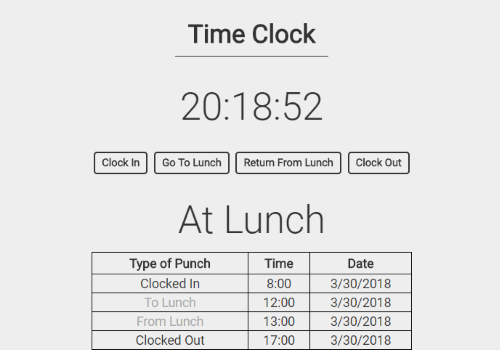 Time Clock
20:18:52
Clock In Go To Lunch Return From Lunch Clock Out
At Lunch
Type of Punch Time Date
Clocked In 8:00 3/30/2018
To Lunch 12:00 3/30/2018
From Lunch 13:00 3/30/2018
Clocked Out 17:00 3/30/2018